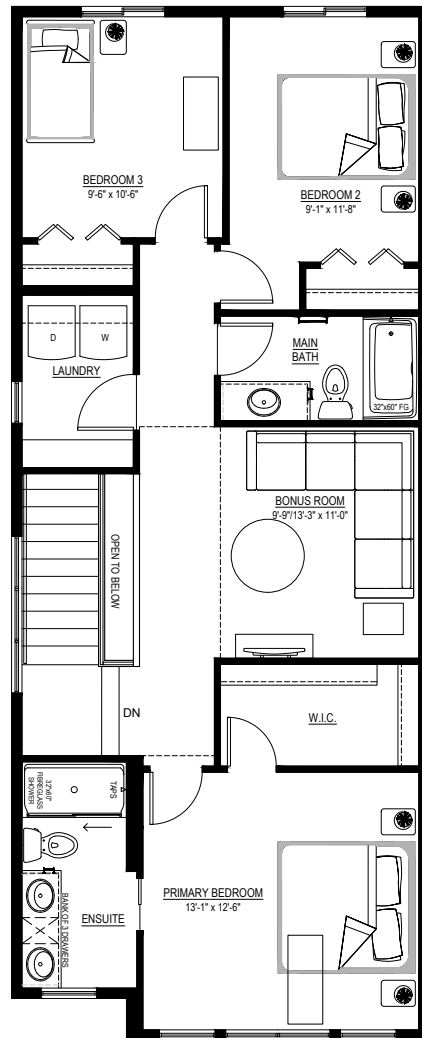 BEDROOM 3
9'-6" x 10'-6"
BEDROOM 2
9'-1" x 11'-8"
D
W
LAUNDRY
MAIN
BATH
32"x60" FG
BONUS ROOM
9'-9"/13'-3" x 11'-0"
OPEN TO BELOW
DN
W.I.C.
32"x60"
FIBREGLASS
SHOWER
TAPS
BANK OF 3 DRAWERS
ENSUITE
PRIMARY BEDROOM
13'-1" x 12'-6"